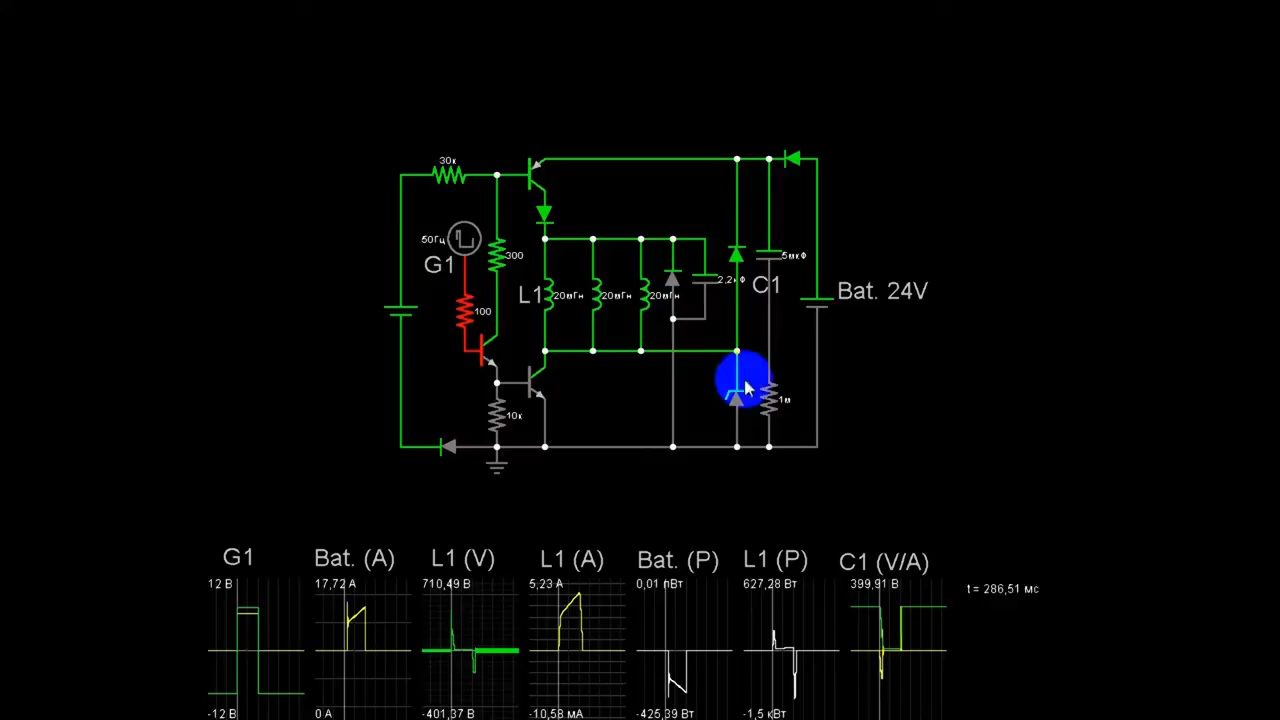 30к
50Гц
G1
300
100
L1
20мГн
20мГн
20мГн
2,2кФ
C1
5мкФ
Bat. 24V
10к
1м
G1
Bat. (A)
L1 (V)
L1 (A)
Bat. (P)
L1 (P)
C1 (V/A)
12 В
17,72 А
710,49 В
5,23 А
0,01 пВт
627,28 Вт
399,91 В
t = 286,51 мс
-12 В
0 А
-401,37 В
-10,58 мА
-425,39 Вт
-1,5 кВт